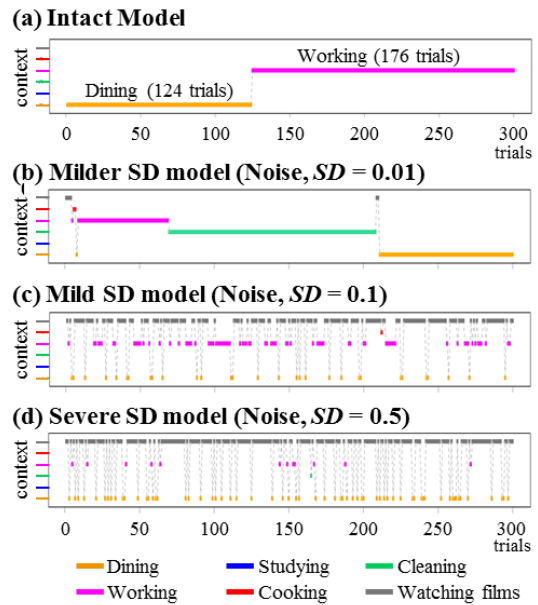 (a) Intact Model
context
Working (176 trials)
Dining (124 trials)
0 50 100 150 200 250 300
trials
(b) Milder SD model (Noise, SD = 0.01)
context
(c) Mild SD model (Noise, SD = 0.1)
context
(d) Severe SD model (Noise, SD = 0.5)
context
0 50 100 150 200 250 300
trials
Dining Studying Cleaning
Working Cooking Watching films